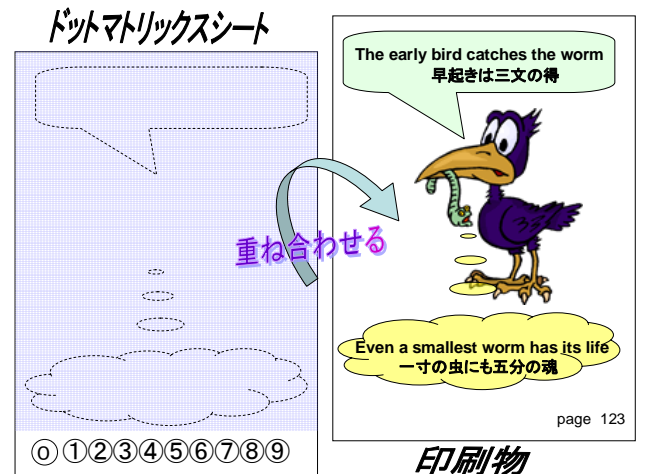 ドットマトリックスシート
The early bird catches the worm
早起きは三文の得
重ね合わせる
Even a smallest worm has its life
一寸の虫にも五分の魂
page 123
⓪①②③④⑤⑥⑦⑧⑨
印刷物